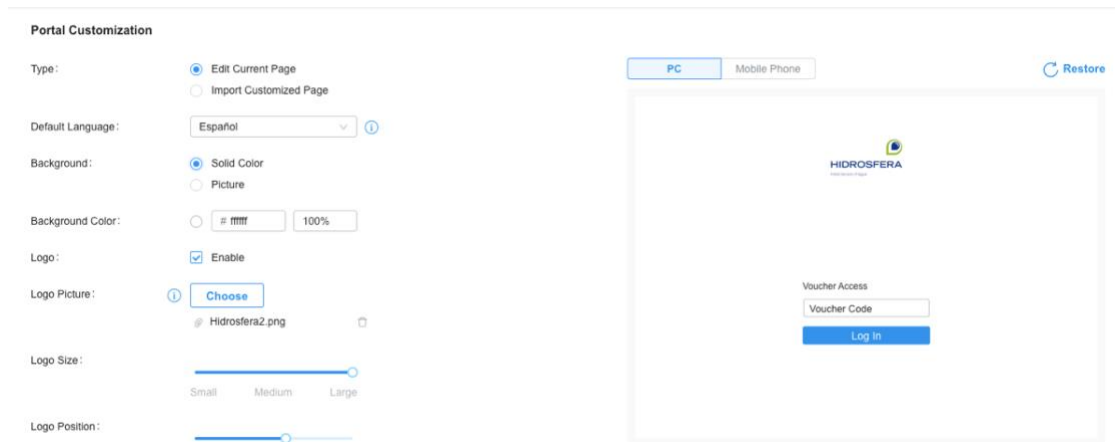 Portal Customization
Type :
Edit Current Page
Import Customized Page
Default Language :
Español
Background :
Solid Color
Picture
Background Color :
# ffffff
100%
Logo :
Enable
Logo Picture :
Choose
Hidrosfera2.png
Logo Size :
Small Medium Large
Logo Position :
PC
Mobile Phone
Restore
HIDROSFERA
Voucher Access
Voucher Code
Log In